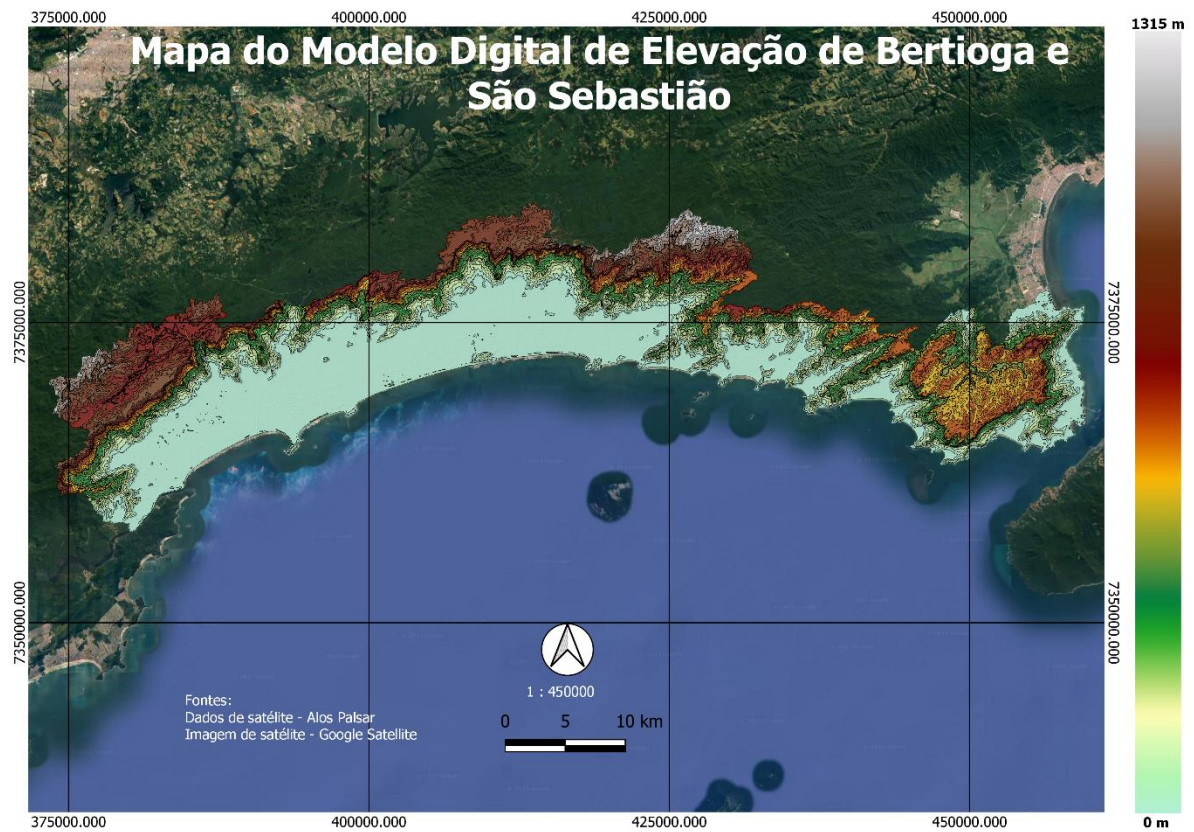 375000.000
400000.000
425000.000
450000.000
1315 m
Mapa do Modelo Digital de Elevação de Bertioga e
São Sebastião
7375000.000
7375000.000
7350000.000
7350000.000
1 : 450000
Fontes:
Dados de satélite - Alos Palsar
Imagem de satélite - Google Satellite
0 5 10 km
375000.000
400000.000
425000.000
450000.000
0 m